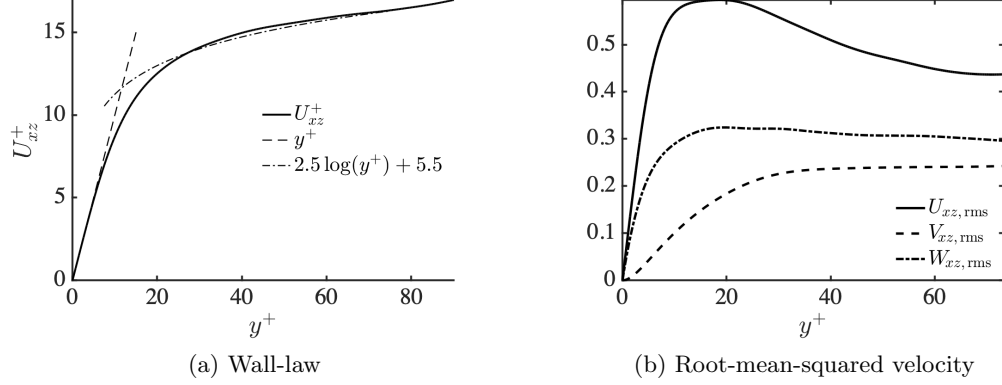 15
10
5
0
0
20
40
60
80
U⁺xz
y⁺
U⁺xz
y⁺
2.5 log(y⁺) + 5.5
(a) Wall-law
0.5
0.4
0.3
0.2
0.1
0
0
20
40
60
y⁺
Uxz,rms
Vxz,rms
Wxz,rms
(b) Root-mean-squared velocity